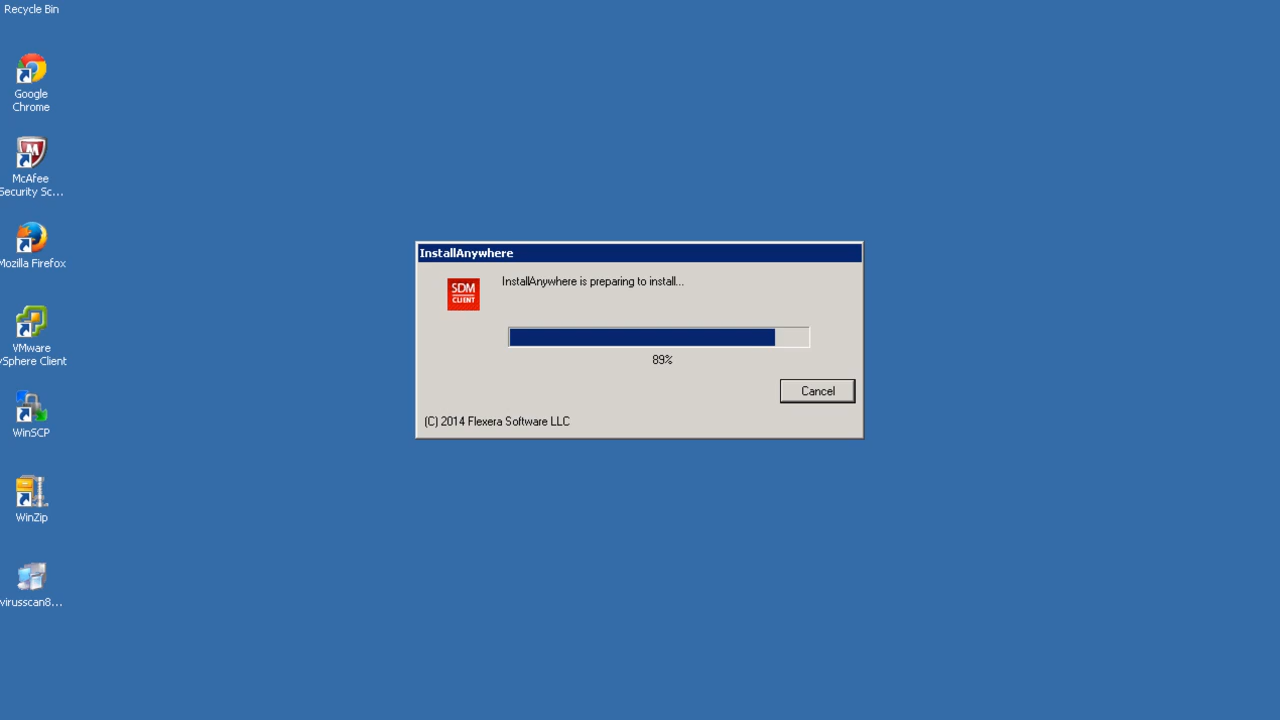 Recycle Bin
Google
Chrome
McAfee
Security Sc...
Mozilla Firefox
VMware
vSphere Client
WinSCP
WinZip
virusscan8...
InstallAnywhere
SDM
CLIENT
InstallAnywhere is preparing to install...
89%
Cancel
(C) 2014 Flexera Software LLC